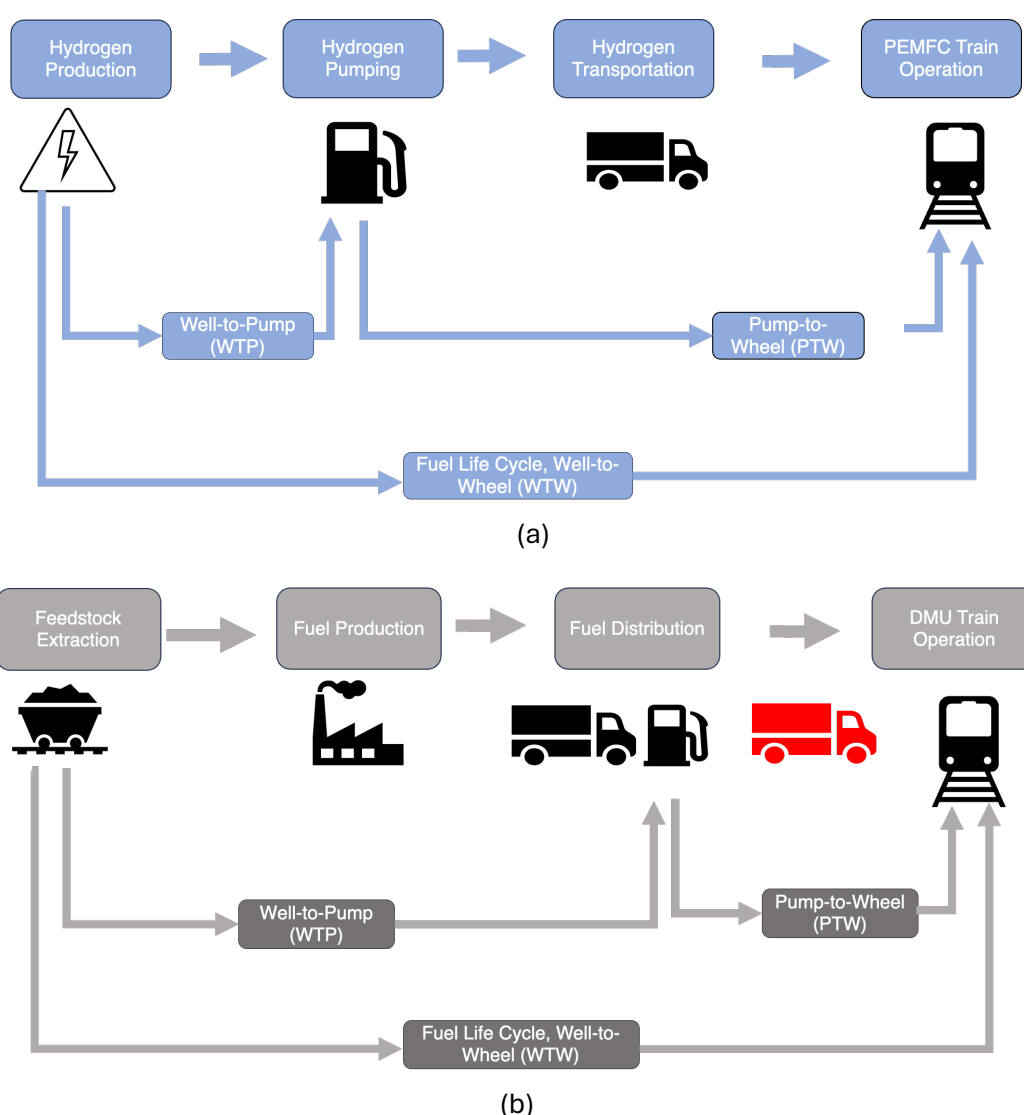 Hydrogen
Production
Hydrogen
Pumping
Hydrogen
Transportation
PEMFC Train
Operation
Well-to-Pump
(WTP)
Pump-to-
Wheel (PTW)
Fuel Life Cycle, Well-to-
Wheel (WTW)
(a)
Feedstock
Extraction
Fuel Production
Fuel Distribution
DMU Train
Operation
Well-to-Pump
(WTP)
Pump-to-Wheel
(PTW)
Fuel Life Cycle, Well-to-
Wheel (WTW)
(b)